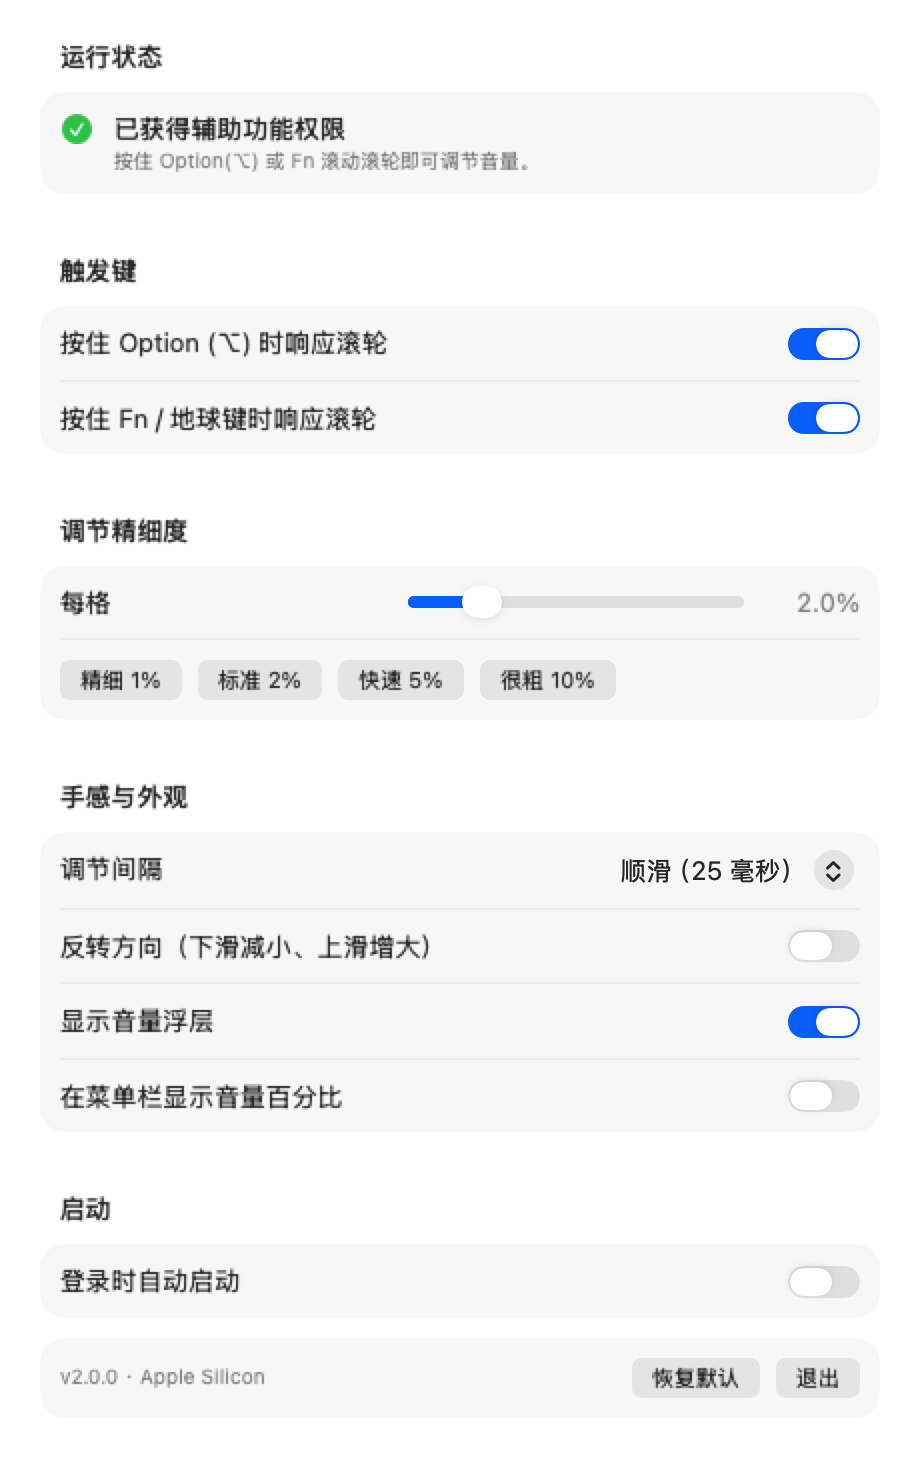 运行状态
已获得辅助功能权限
按住 Option(⌥) 或 Fn 滚动滚轮即可调节音量。
触发键
按住 Option (⌥) 时响应滚轮
按住 Fn / 地球键时响应滚轮
调节精细度
每格 2.0%
精细 1% 标准 2% 快速 5% 很粗 10%
手感与外观
调节间隔 顺滑（25 毫秒）
反转方向（下滑减小、上滑增大）
显示音量浮层
在菜单栏显示音量百分比
启动
登录时自动启动
v2.0.0 · Apple Silicon 恢复默认 退出